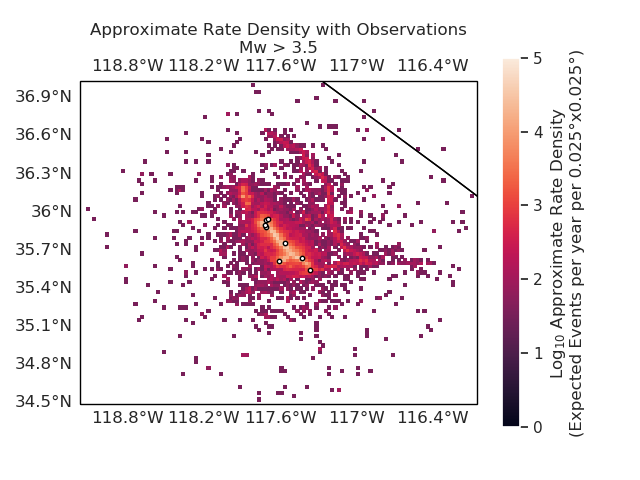 Approximate Rate Density with Observations
Mw > 3.5
118.8°W 118.2°W 117.6°W 117°W 116.4°W
36.9°N
36.6°N
36.3°N
36°N
35.7°N
35.4°N
35.1°N
34.8°N
34.5°N
118.8°W 118.2°W 117.6°W 117°W 116.4°W
5
4
3
2
1
0
Log₁₀ Approximate Rate Density
(Expected Events per year per 0.025°x0.025°)